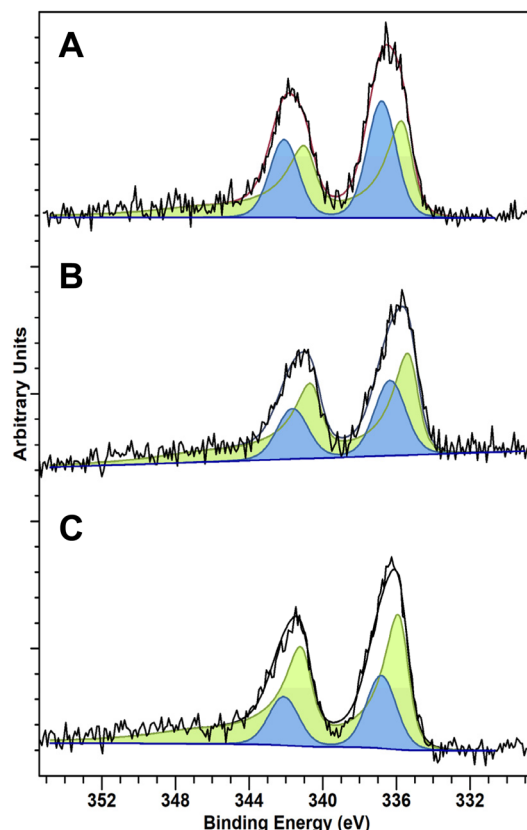 A
B
C
Arbitrary Units
352 348 344 340 336 332
Binding Energy (eV)